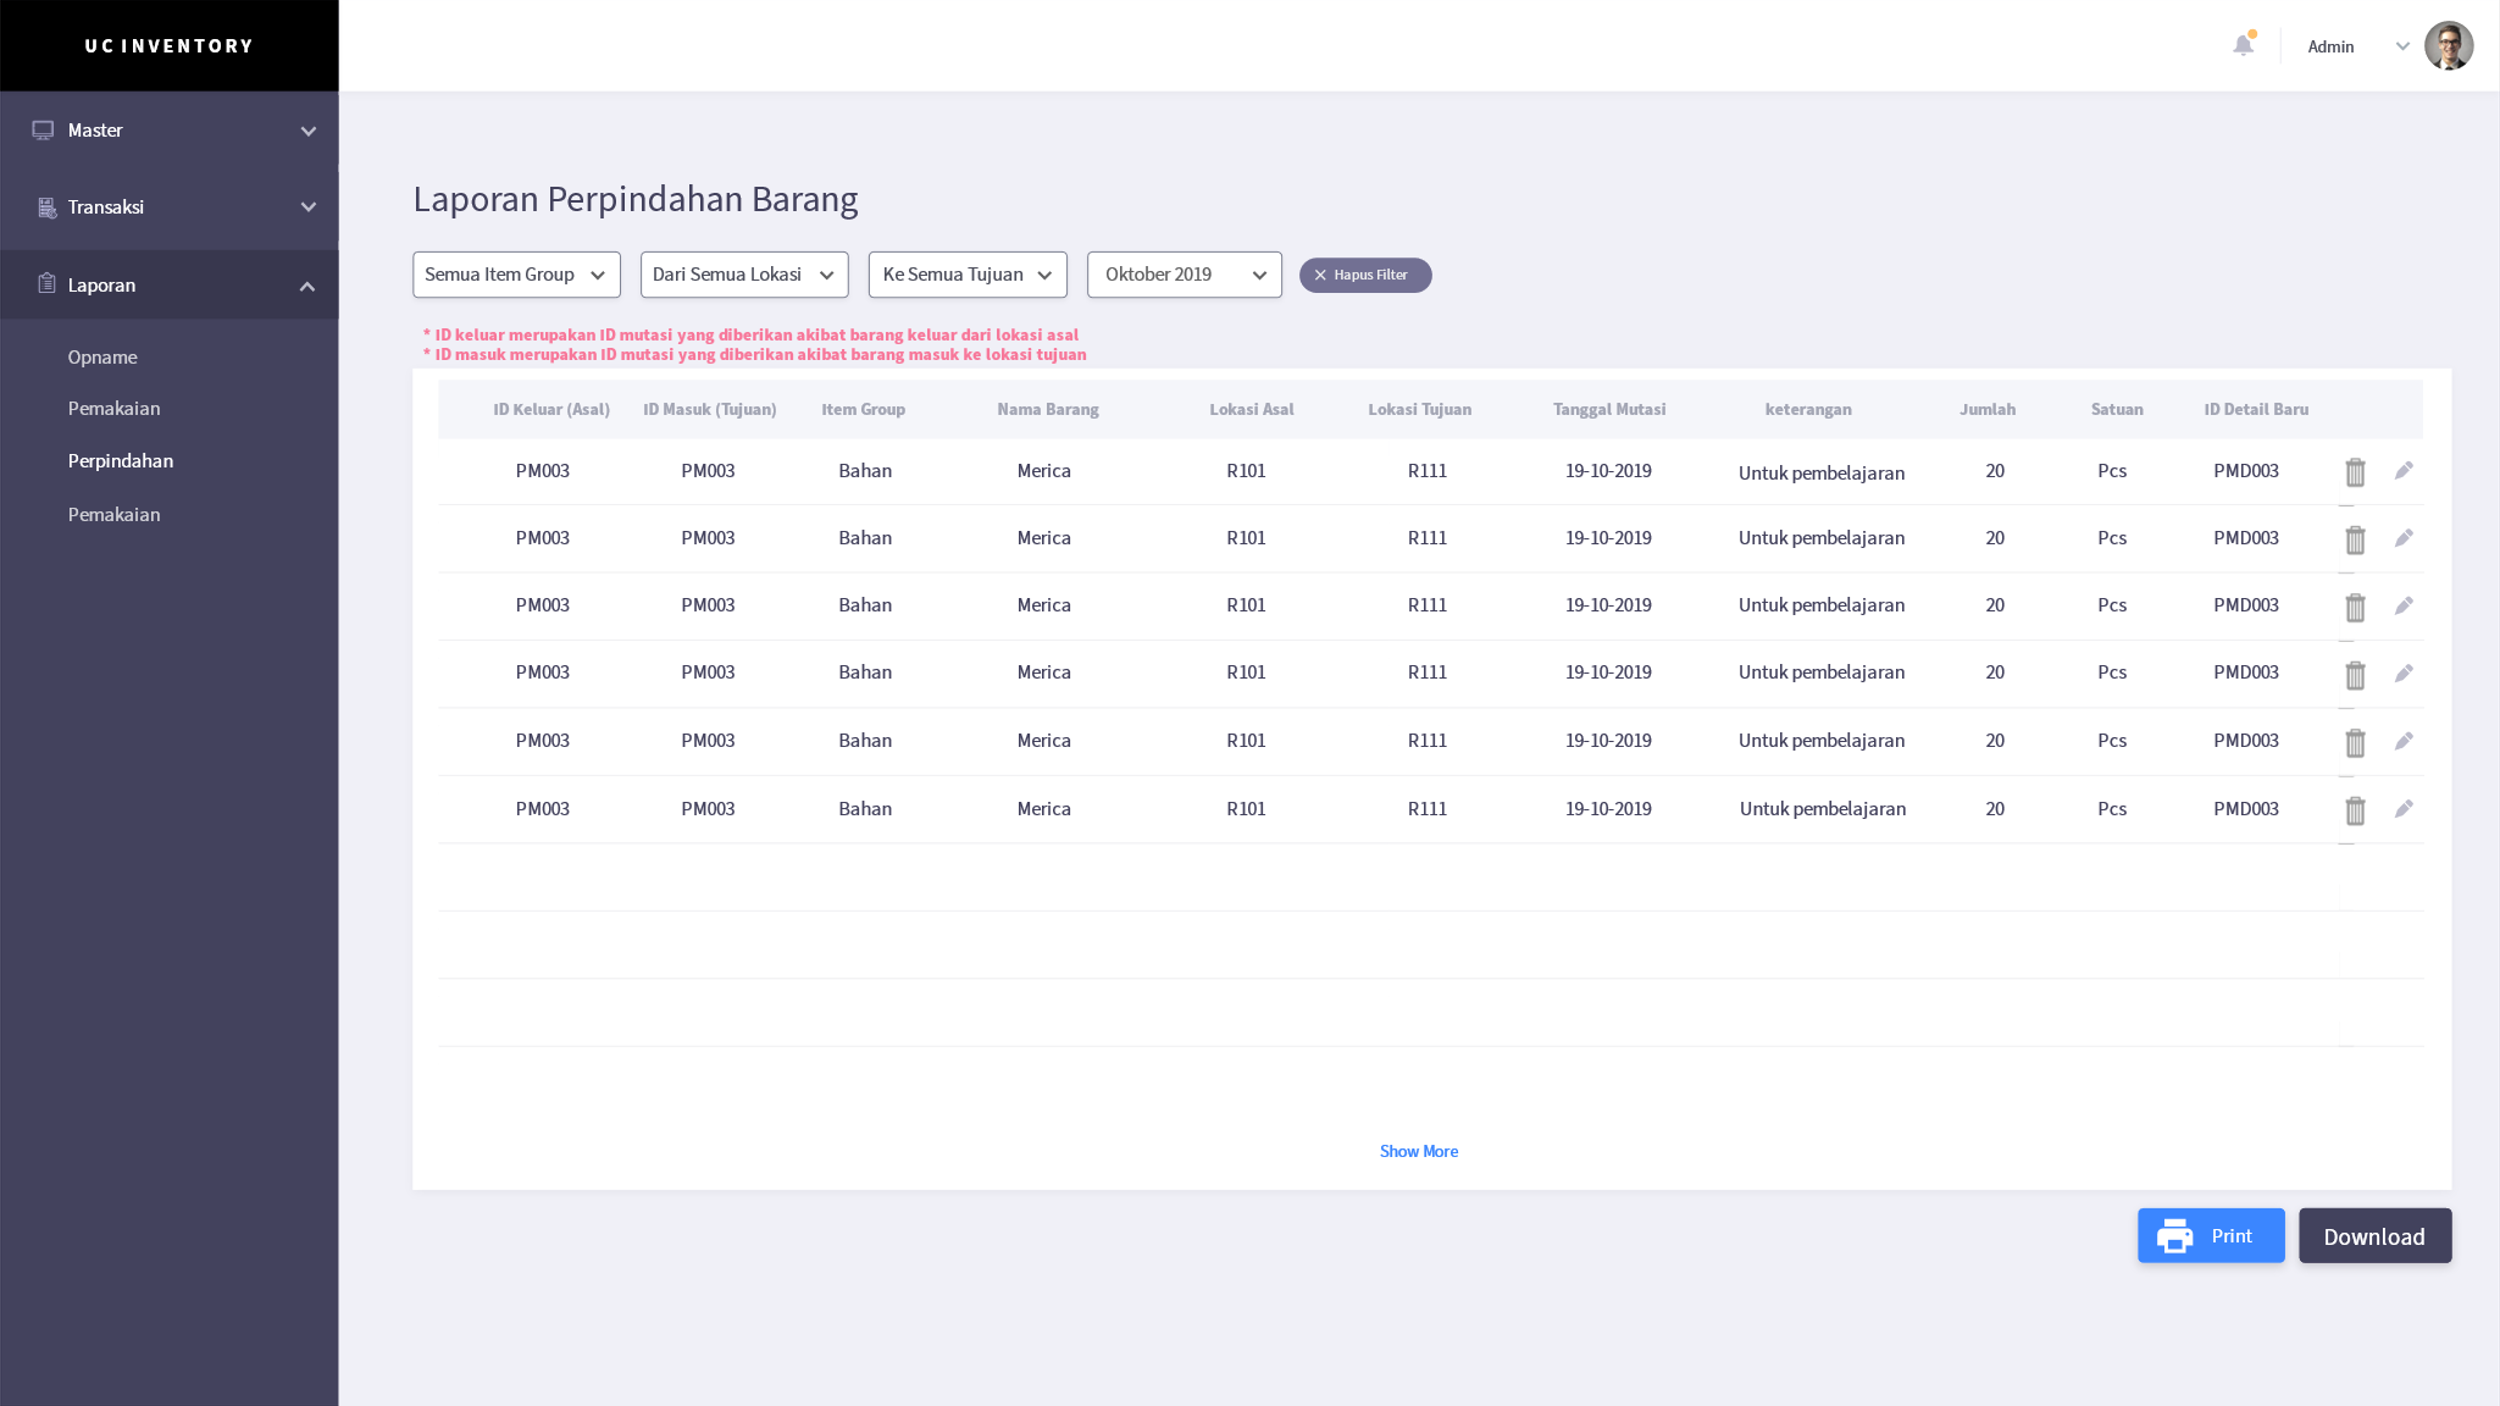 UC INVENTORY
Admin
Master
Transaksi
Laporan
Opname
Pemakaian
Perpindahan
Pemakaian
Laporan Perpindahan Barang
Semua Item Group Dari Semua Lokasi Ke Semua Tujuan Oktober 2019 Hapus Filter
* ID keluar merupakan ID mutasi yang diberikan akibat barang keluar dari lokasi asal
* ID masuk merupakan ID mutasi yang diberikan akibat barang masuk ke lokasi tujuan
ID Keluar (Asal) ID Masuk (Tujuan) Item Group Nama Barang Lokasi Asal Lokasi Tujuan Tanggal Mutasi keterangan Jumlah Satuan ID Detail Baru
PM003 PM003 Bahan Merica R101 R111 19-10-2019 Untuk pembelajaran 20 Pcs PMD003
PM003 PM003 Bahan Merica R101 R111 19-10-2019 Untuk pembelajaran 20 Pcs PMD003
PM003 PM003 Bahan Merica R101 R111 19-10-2019 Untuk pembelajaran 20 Pcs PMD003
PM003 PM003 Bahan Merica R101 R111 19-10-2019 Untuk pembelajaran 20 Pcs PMD003
PM003 PM003 Bahan Merica R101 R111 19-10-2019 Untuk pembelajaran 20 Pcs PMD003
PM003 PM003 Bahan Merica R101 R111 19-10-2019 Untuk pembelajaran 20 Pcs PMD003
Show More
Print Download